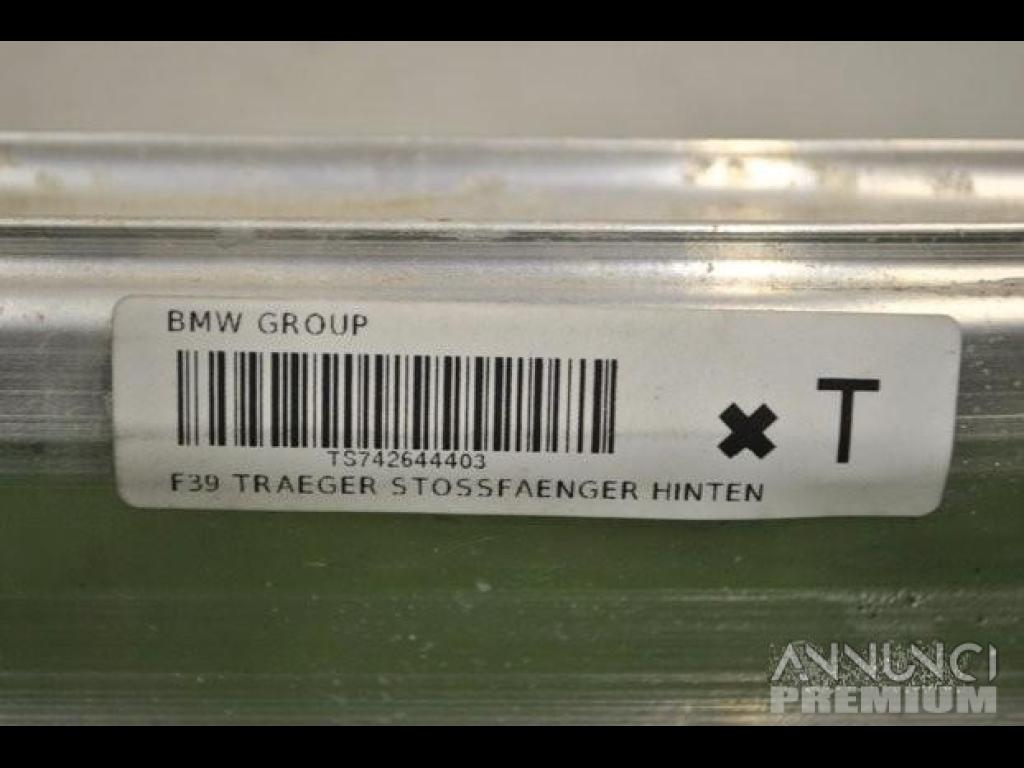 BMW GROUP
TS742644403
F39 TRAEGER STOSSFAENGER HINTEN
T
ANNUNCI
PREMIUM